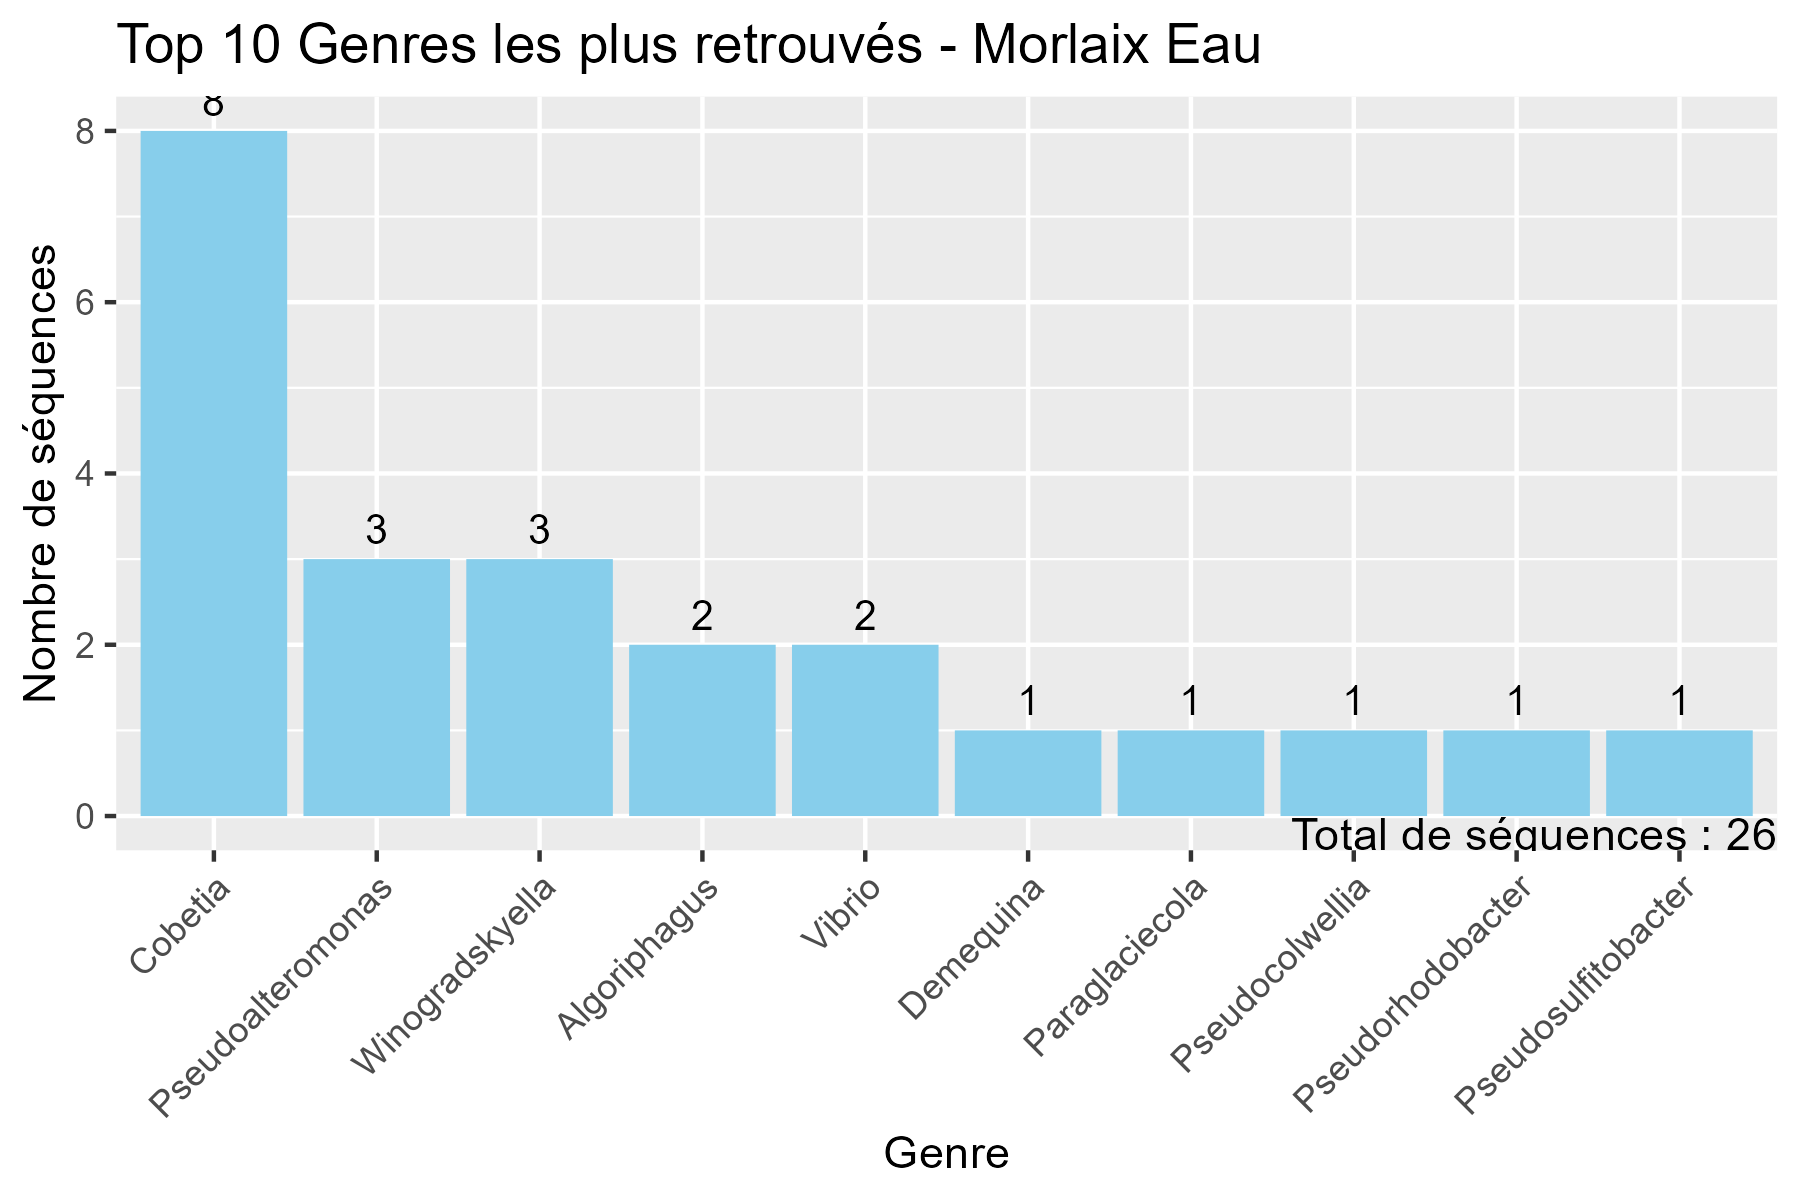 Top 10 Genres les plus retrouvés - Morlaix Eau
Nombre de séquences
8
6
4
2
0
8
3
3
2
2
1
1
1
1
1
Total de séquences : 26
Cobetia
Pseudoalteromonas
Winogradskyella
Algoriphagus
Vibrio
Demequina
Paraglaciecola
Pseudocolwellia
Pseudorhodobacter
Pseudosulfitobacter
Genre